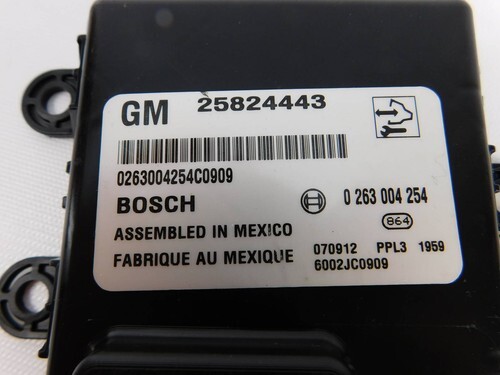 GM 25824443
0263004254C0909
BOSCH 0 263 004 254
864
ASSEMBLED IN MEXICO
FABRIQUE AU MEXIQUE
070912 PPL3 1959
6002JC0909